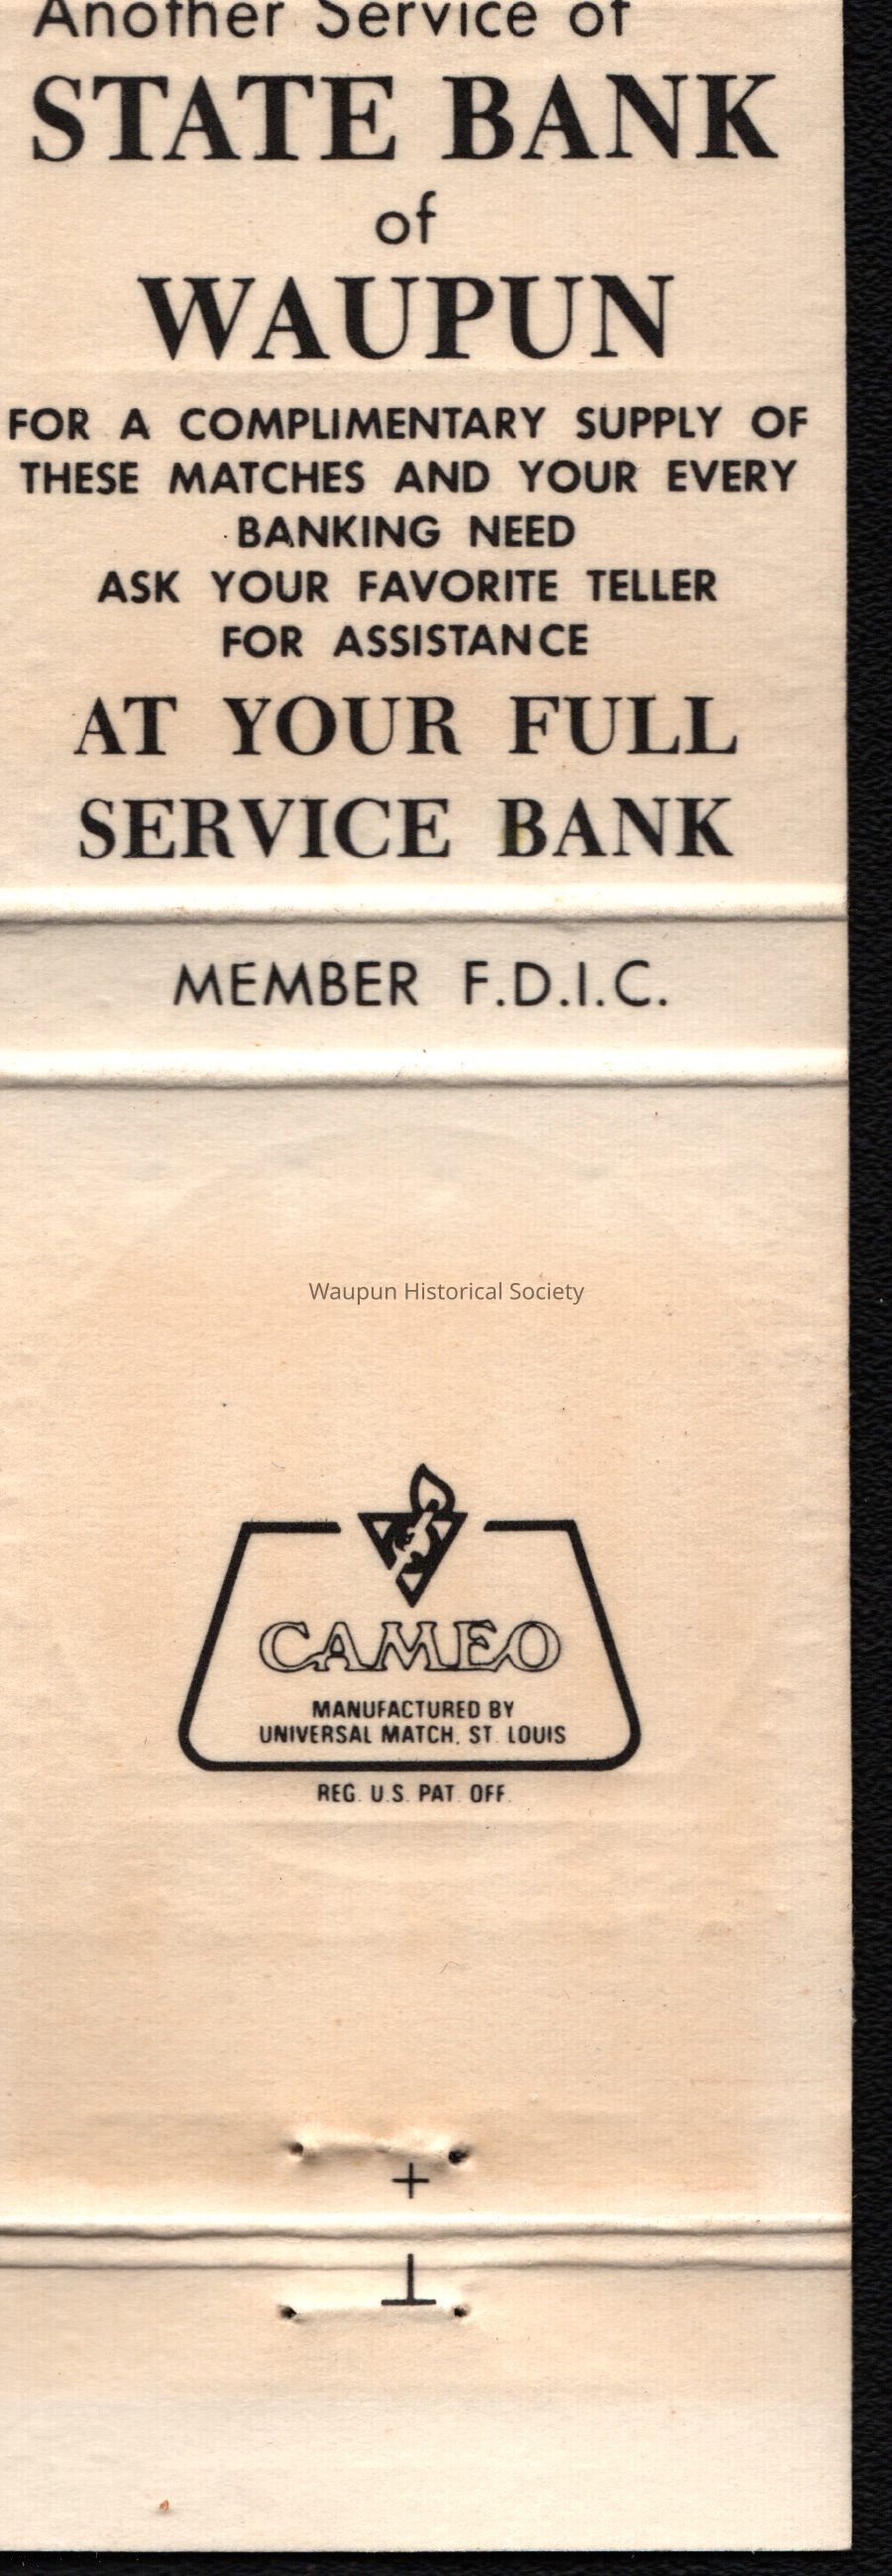 Another Service of
STATE BANK
of
WAUPUN
FOR A COMPLIMENTARY SUPPLY OF
THESE MATCHES AND YOUR EVERY
BANKING NEED
ASK YOUR FAVORITE TELLER
FOR ASSISTANCE
AT YOUR FULL
SERVICE BANK
MEMBER F.D.I.C.
Waupun Historical Society
CAMEO
MANUFACTURED BY
UNIVERSAL MATCH, ST. LOUIS
REG. U.S. PAT. OFF.